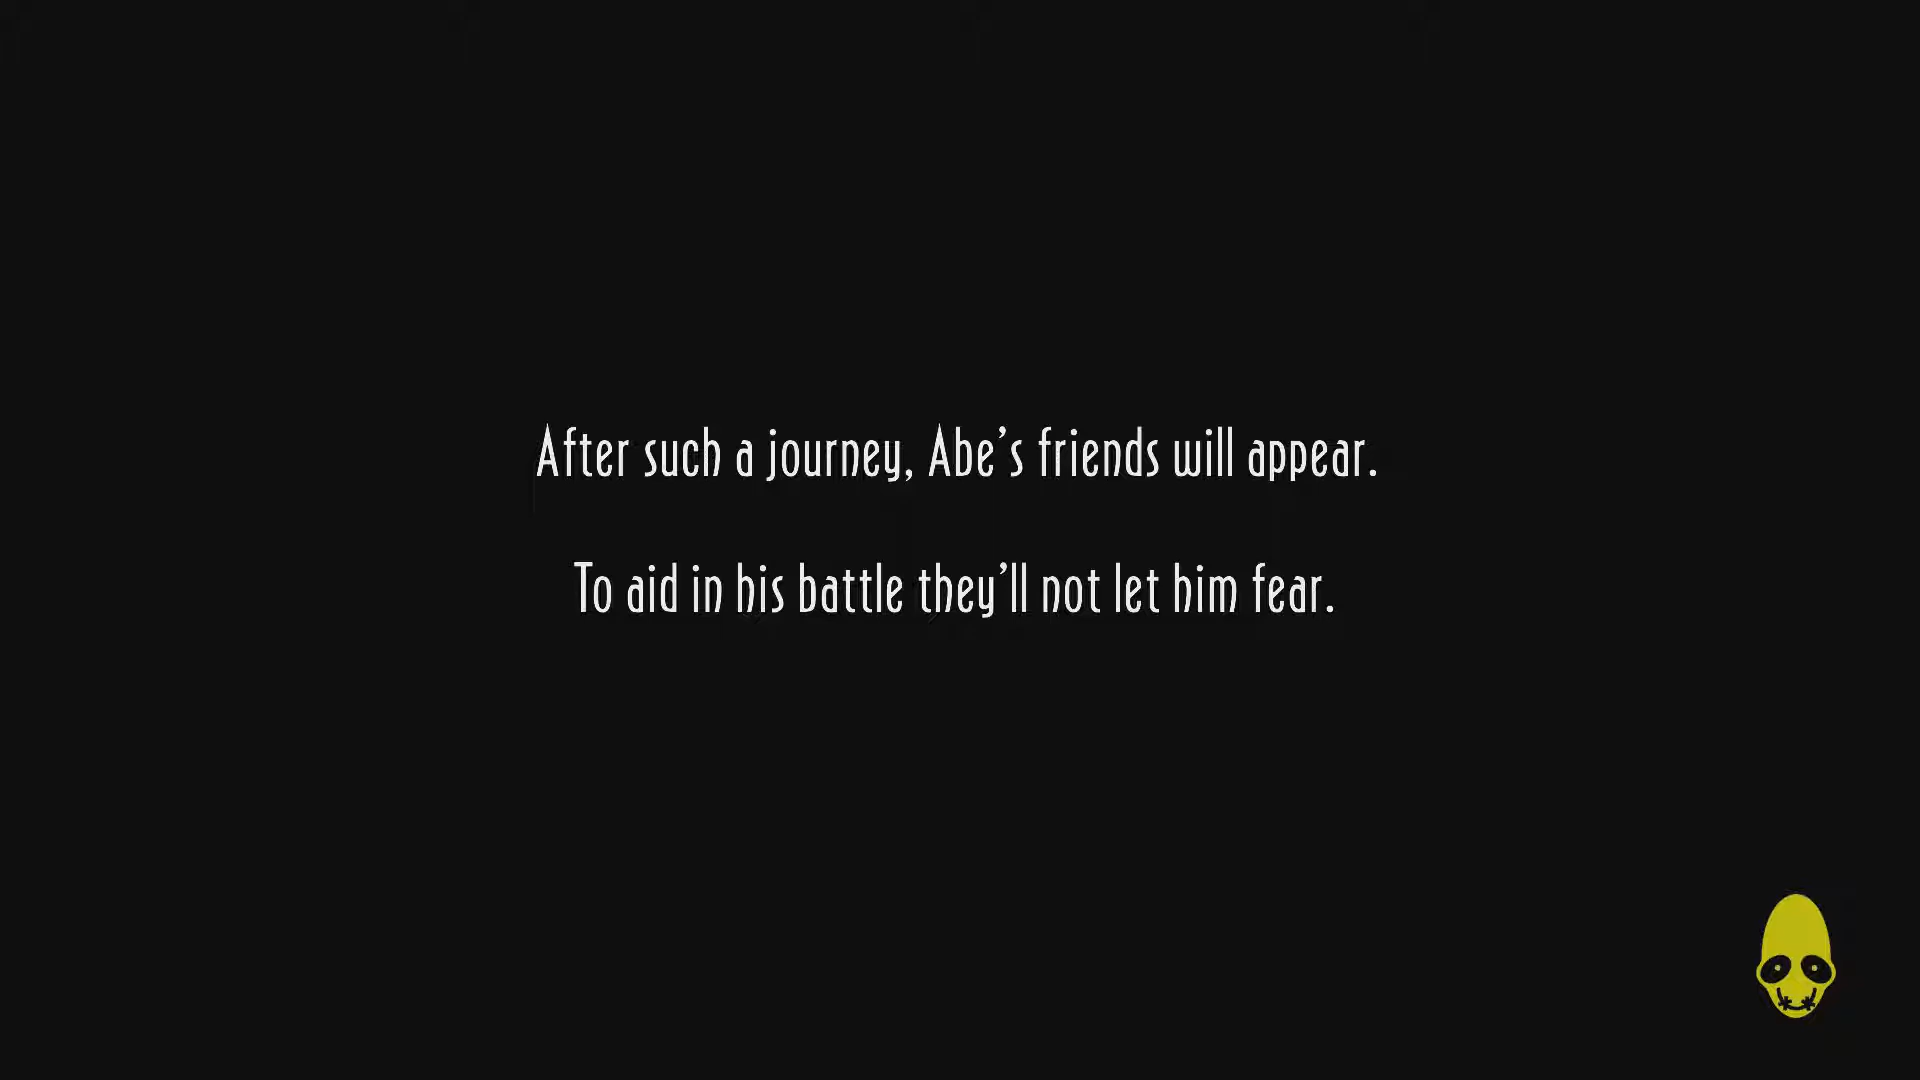 After such a journey, Abe’s friends will appear.
To aid in his battle they’ll not let him fear.